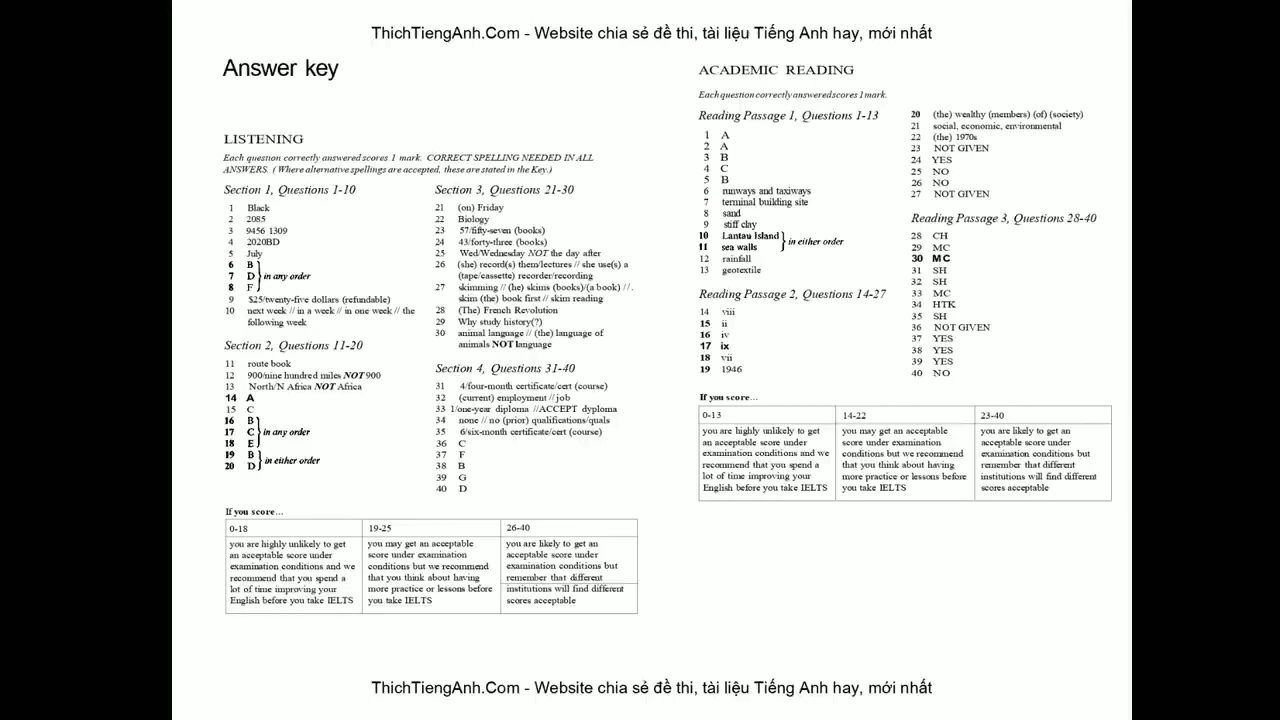 ThichTiengAnh.Com - Website chia sẻ đề thi, tài liệu Tiếng Anh hay, mới nhất
Answer key
LISTENING
Each question correctly answered scores 1 mark. CORRECT SPELLING NEEDED IN ALL
ANSWERS. ( Where alternative spellings are accepted, these are stated in the Key.)
Section 1, Questions 1-10
1 Black
2 2085
3 9456 1309
4 2020BD
5 July
6 B
7 D in any order
8 F
9 $25/twenty-five dollars (refundable)
10 next week // in a week // in one week // the
following week
Section 2, Questions 11-20
11 route book
12 900/nine hundred miles NOT 900
13 North/N Africa NOT Africa
14 A
15 C
16 B
17 C in any order
18 E
19 B
in either order
20 D
Section 3, Questions 21-30
21 (on) Friday
22 Biology
23 57/fifty-seven (books)
24 43/forty-three (books)
25 Wed/Wednesday NOT the day after
26 (she) record(s) them/lectures // she use(s) a
(tape/cassette) recorder/recording
27 skimming // (he) skims (books)/(a book) // .
skim (the) book first // skim reading
28 (The) French Revolution
29 Why study history(?)
30 animal language // (the) language of
animals NOT language
Section 4, Questions 31-40
31 4/four-month certificate/cert (course)
32 (current) employment // job
33 1/one-year diploma //ACCEPT dyploma
34 none // no (prior) qualifications/quals
35 6/six-month certificate/cert (course)
36 C
37 F
38 B
39 G
40 D
If you score...
0-18 19-25 26-40
you are highly unlikely to get you may get an acceptable you are likely to get an
an acceptable score under score under examination acceptable score under
examination conditions and we conditions but we recommend examination conditions but
recommend that you spend a that you think about having remember that different
lot of time improving your more practice or lessons before institutions will find different
English before you take IELTS you take IELTS scores acceptable
ACADEMIC READING
Each question correctly answered scores 1 mark.
Reading Passage 1, Questions 1-13
1 A
2 A
3 B
4 C
5 B
6 runways and taxiways
7 terminal building site
8 sand
9 stiff clay
10 Lantau Island
in either order
11 sea walls
12 rainfall
13 geotextile
Reading Passage 2, Questions 14-27
14 viii
15 ii
16 iv
17 ix
18 vii
19 1946
20 (the) wealthy (members) (of) (society)
21 social, economic, environmental
22 (the) 1970s
23 NOT GIVEN
24 YES
25 NO
26 NO
27 NOT GIVEN
Reading Passage 3, Questions 28-40
28 CH
29 MC
30 MC
31 SH
32 SH
33 MC
34 HTK
35 SH
36 NOT GIVEN
37 YES
38 YES
39 YES
40 NO
If you score...
0-13 14-22 23-40
you are highly unlikely to get you may get an acceptable you are likely to get an
an acceptable score under score under examination acceptable score under
examination conditions and we conditions but we recommend examination conditions but
recommend that you spend a that you think about having remember that different
lot of time improving your more practice or lessons before institutions will find different
English before you take IELTS you take IELTS scores acceptable
ThichTiengAnh.Com - Website chia sẻ đề thi, tài liệu Tiếng Anh hay, mới nhất